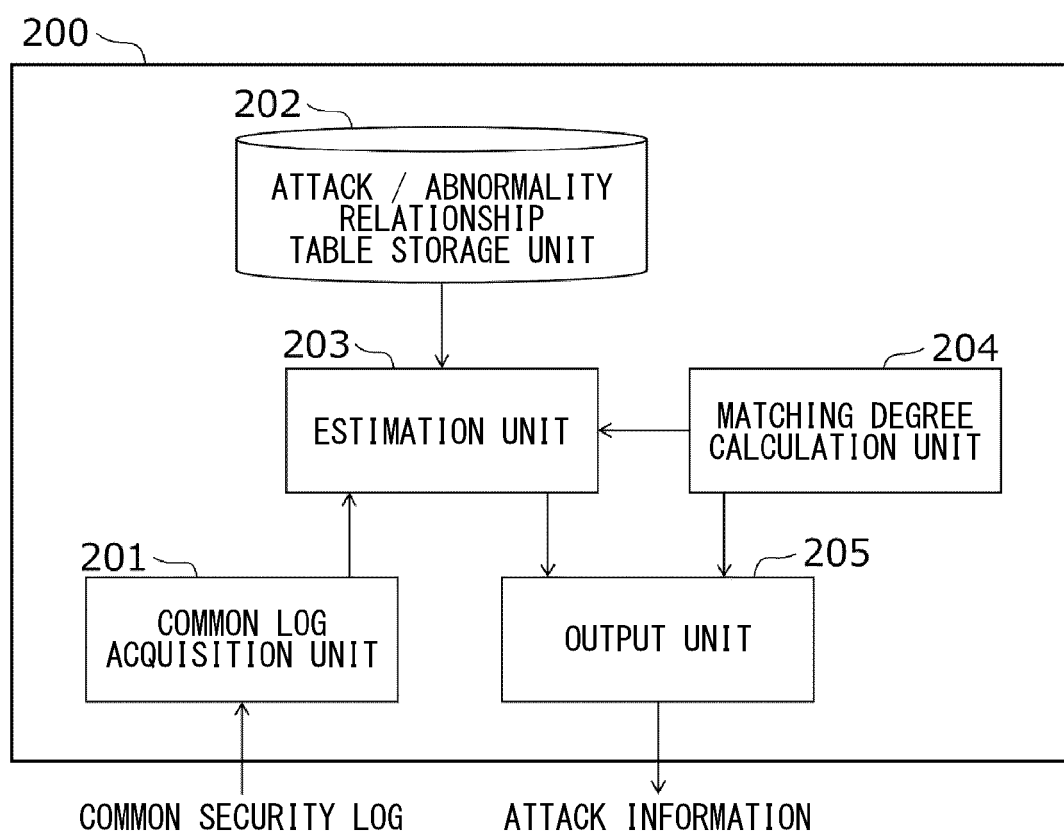 200
202
ATTACK / ABNORMALITY
RELATIONSHIP
TABLE STORAGE UNIT
203
ESTIMATION UNIT
204
MATCHING DEGREE
CALCULATION UNIT
201
COMMON LOG
ACQUISITION UNIT
205
OUTPUT UNIT
COMMON SECURITY LOG
ATTACK INFORMATION